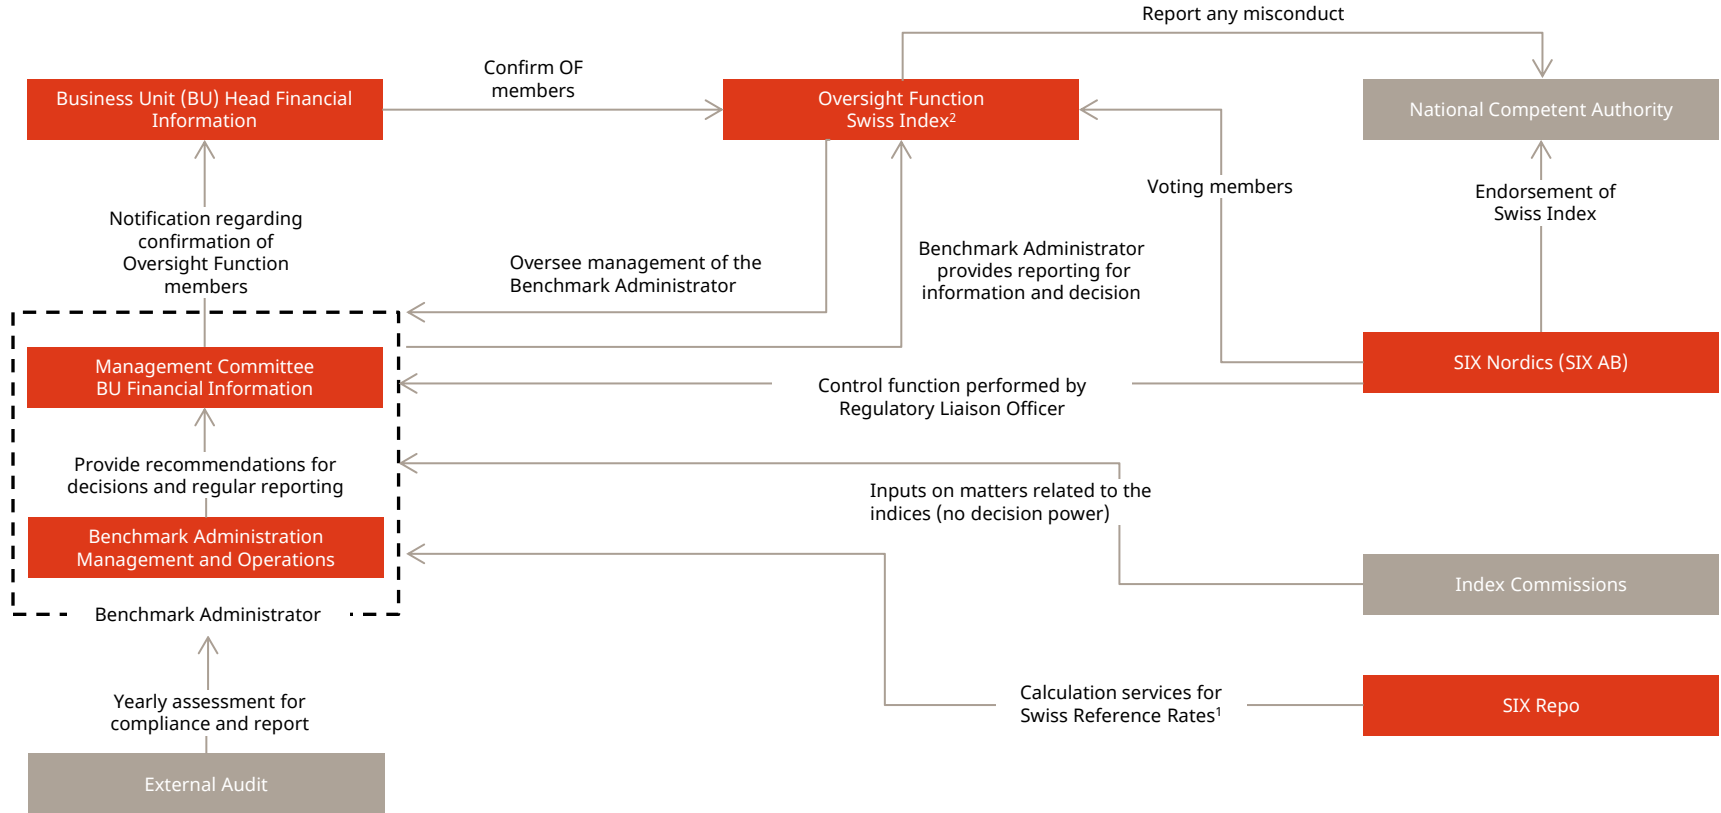 Report any misconduct
Confirm OF
members
Business Unit (BU) Head Financial
Information
Oversight Function
Swiss Index²
National Competent Authority
Voting members
Endorsement of
Swiss Index
Notification regarding
confirmation of
Oversight Function
members
Oversee management of the
Benchmark Administrator
Benchmark Administrator
provides reporting for
information and decision
Management Committee
BU Financial Information
SIX Nordics (SIX AB)
Control function performed by
Regulatory Liaison Officer
Provide recommendations for
decisions and regular reporting
Inputs on matters related to the
indices (no decision power)
Benchmark Administration
Management and Operations
Index Commissions
Benchmark Administrator
Yearly assessment for
compliance and report
Calculation services for
Swiss Reference Rates¹
SIX Repo
External Audit